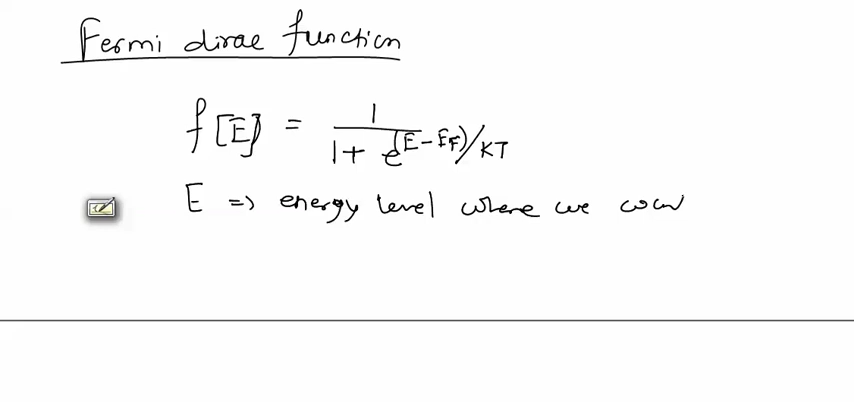 Fermi dirac function
f[E] = 1 / 1 + e^(E - EF)/KT
E => energy level where we